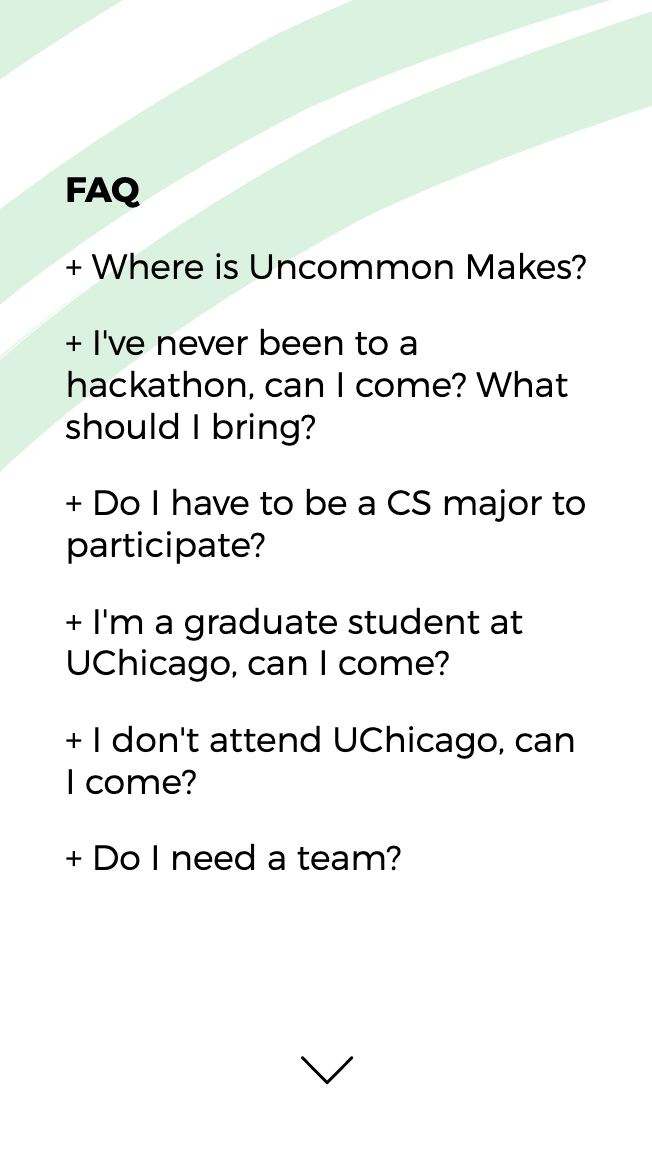 FAQ
+ Where is Uncommon Makes?
+ I've never been to a
hackathon, can I come? What
should I bring?
+ Do I have to be a CS major to
participate?
+ I'm a graduate student at
UChicago, can I come?
+ I don't attend UChicago, can
I come?
+ Do I need a team?